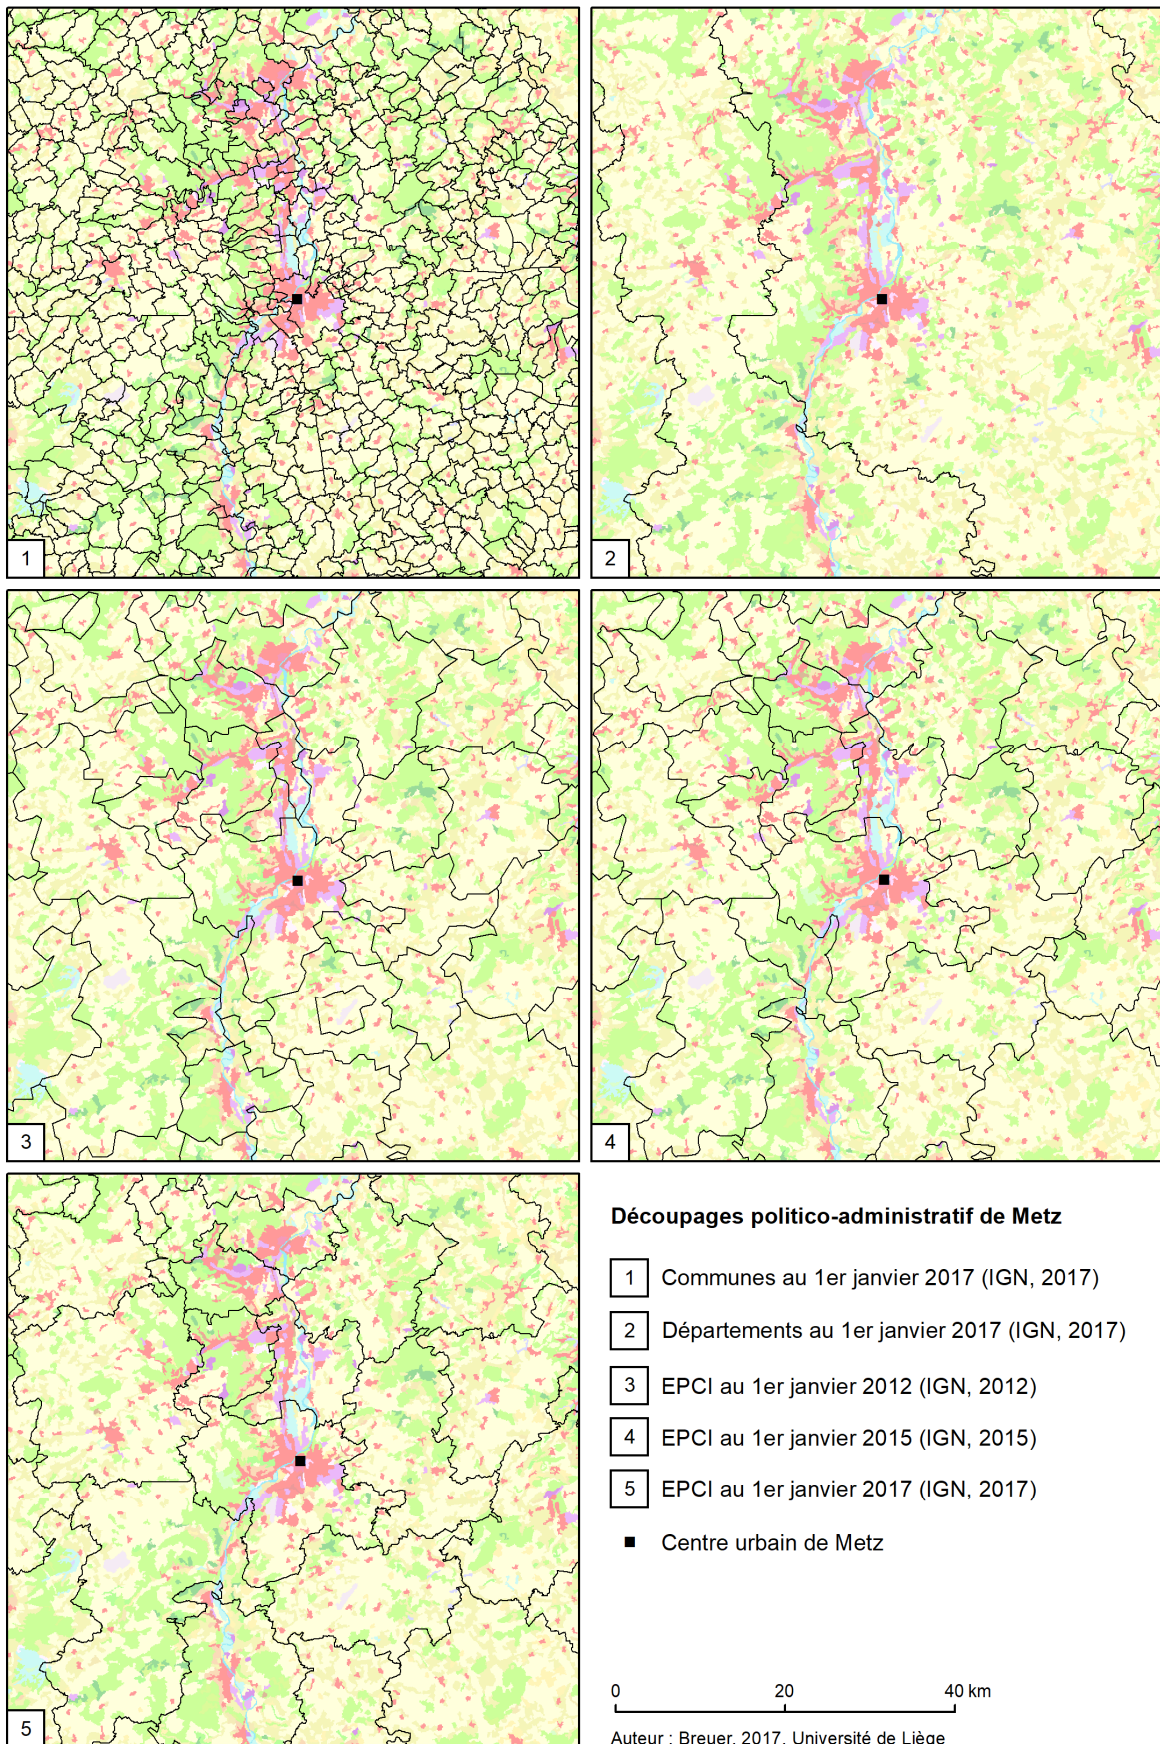 1
2
3
4
5
Découpages politico-administratif de Metz
1 Communes au 1er janvier 2017 (IGN, 2017)
2 Départements au 1er janvier 2017 (IGN, 2017)
3 EPCI au 1er janvier 2012 (IGN, 2012)
4 EPCI au 1er janvier 2015 (IGN, 2015)
5 EPCI au 1er janvier 2017 (IGN, 2017)
Centre urbain de Metz
0 20 40 km
Auteur : Breuer, 2017, Université de Liège